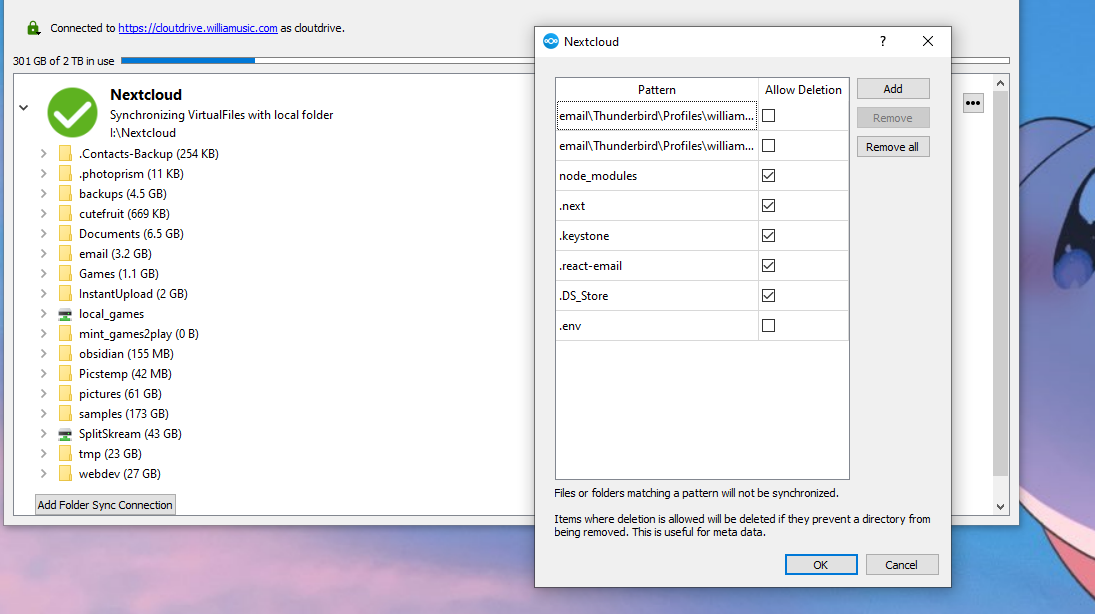 Connected to https://cloutdrive.williamusic.com as cloutdrive.
301 GB of 2 TB in use
Nextcloud
Synchronizing VirtualFiles with local folder
I:\Nextcloud
.Contacts-Backup (254 KB)
.photoprism (11 KB)
backups (4.5 GB)
cutefruit (669 KB)
Documents (6.5 GB)
email (3.2 GB)
Games (1.1 GB)
InstantUpload (2 GB)
local_games
mint_games2play (0 B)
obsidian (155 MB)
Picstemp (42 MB)
pictures (61 GB)
samples (173 GB)
SplitSkream (43 GB)
tmp (23 GB)
webdev (27 GB)
Add Folder Sync Connection
Nextcloud
?
Pattern Allow Deletion
email\Thunderbird\Profiles\william...
email\Thunderbird\Profiles\william...
node_modules
.next
.keystone
.react-email
.DS_Store
.env
Add
Remove
Remove all
Files or folders matching a pattern will not be synchronized.
Items where deletion is allowed will be deleted if they prevent a directory from
being removed. This is useful for meta data.
OK Cancel